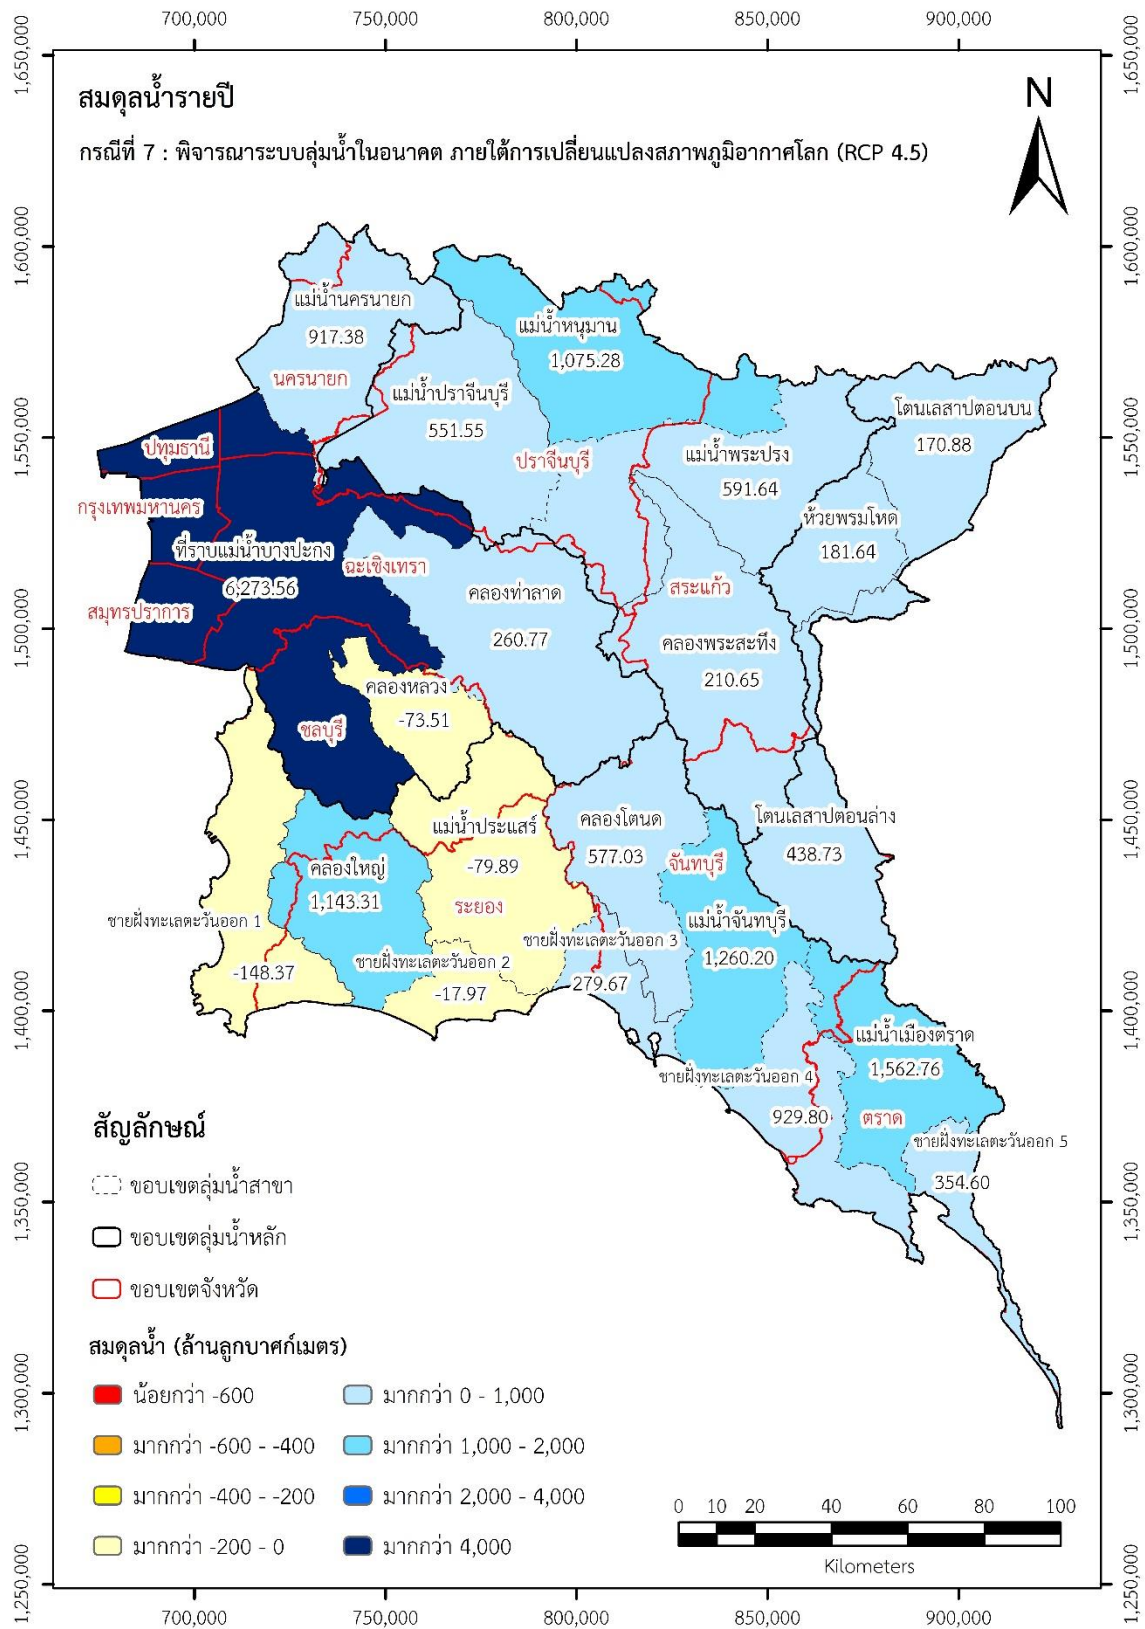 700,000 750,000 800,000 850,000 900,000
1,650,000 1,650,000
สมดุลน้ำรายปี
N
กรณีที่ 7 : พิจารณาระบบลุ่มน้ำในอนาคต ภายใต้การเปลี่ยนแปลงสภาพภูมิอากาศโลก (RCP 4.5)
1,600,000 1,600,000
แม่น้ำนครนายก
917.38
นครนายก
แม่น้ำหนุมาน
1,075.28
แม่น้ำปราจีนบุรี
551.55
ปราจีนบุรี
โตนเลสาปตอนบน
170.88
1,550,000 1,550,000
ปทุมธานี
แม่น้ำพระปรง
591.64
กรุงเทพมหานคร
ห้วยพรมโหด
181.64
ที่ราบแม่น้ำบางปะกง
6,273.56
ฉะเชิงเทรา
สมุทรปราการ
คลองท่าลาด
260.77
สระแก้ว
1,500,000 1,500,000
คลองพระสะทึง
210.65
คลองหลวง
-73.51
ชลบุรี
1,450,000 1,450,000
แม่น้ำประแสร์
-79.89
ระยอง
คลองโตนด
577.03
จันทบุรี
โตนเลสาปตอนล่าง
438.73
คลองใหญ่
1,143.31
ชายฝั่งทะเลตะวันออก 1
-148.37
ชายฝั่งทะเลตะวันออก 2
-17.97
ชายฝั่งทะเลตะวันออก 3
279.67
แม่น้ำจันทบุรี
1,260.20
1,400,000 1,400,000
แม่น้ำเมืองตราด
1,562.76
ชายฝั่งทะเลตะวันออก 4
929.80
ตราด
ชายฝั่งทะเลตะวันออก 5
354.60
1,350,000 1,350,000
สัญลักษณ์
ขอบเขตลุ่มน้ำสาขา
ขอบเขตลุ่มน้ำหลัก
ขอบเขตจังหวัด
สมดุลน้ำ (ล้านลูกบาศก์เมตร)
1,300,000 1,300,000
น้อยกว่า -600
มากกว่า -600 - -400
มากกว่า -400 - -200
มากกว่า -200 - 0
มากกว่า 0 - 1,000
มากกว่า 1,000 - 2,000
มากกว่า 2,000 - 4,000
มากกว่า 4,000
0 10 20 40 60 80 100
Kilometers
1,250,000 1,250,000
700,000 750,000 800,000 850,000 900,000